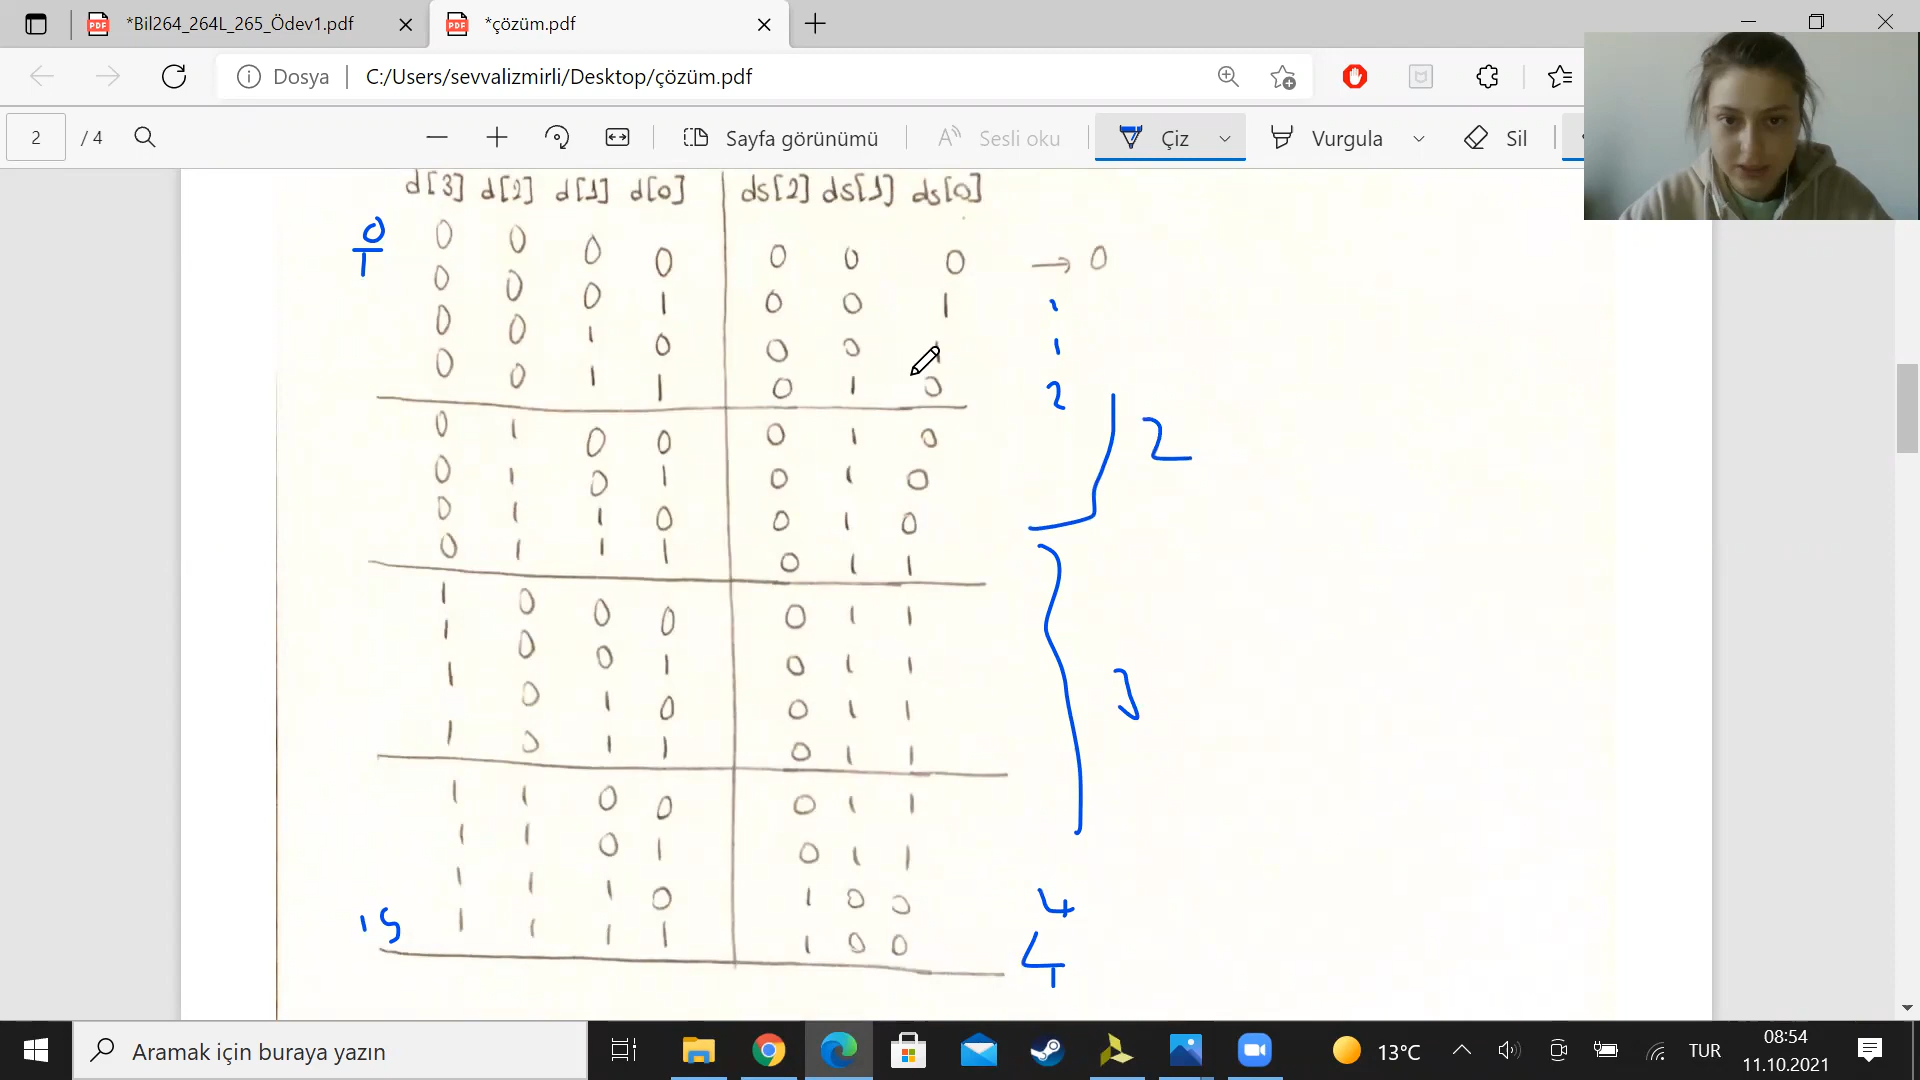 *Bil264_264L_265_Ödev1.pdf *çözüm.pdf
Dosya C:/Users/sevvalizmirli/Desktop/çözüm.pdf
2 / 4 Sayfa görünümü Sesli oku Çiz Vurgula Sil
d[3] d[2] d[1] d[0] ds[2] ds[1] ds[0]
0 0 0 0 0 0 0 0 → 0
1 0 0 0 1 0 0 1 1
0 0 1 0 0 0 1 1
0 0 1 1 0 1 0 2
0 1 0 0 0 1 0 2
0 1 0 1 0 1 0
0 1 1 0 0 1 0
0 1 1 1 0 1 1
1 0 0 0 0 1 1
1 0 0 1 0 1 1
1 0 1 0 0 1 1 3
1 0 1 1 0 1 1
1 1 0 0 0 1 1
1 1 0 1 0 1 1
1 1 1 0 1 0 0 4
15 1 1 1 1 1 0 0 4
Aramak için buraya yazın 13°C TUR 08:54
11.10.2021